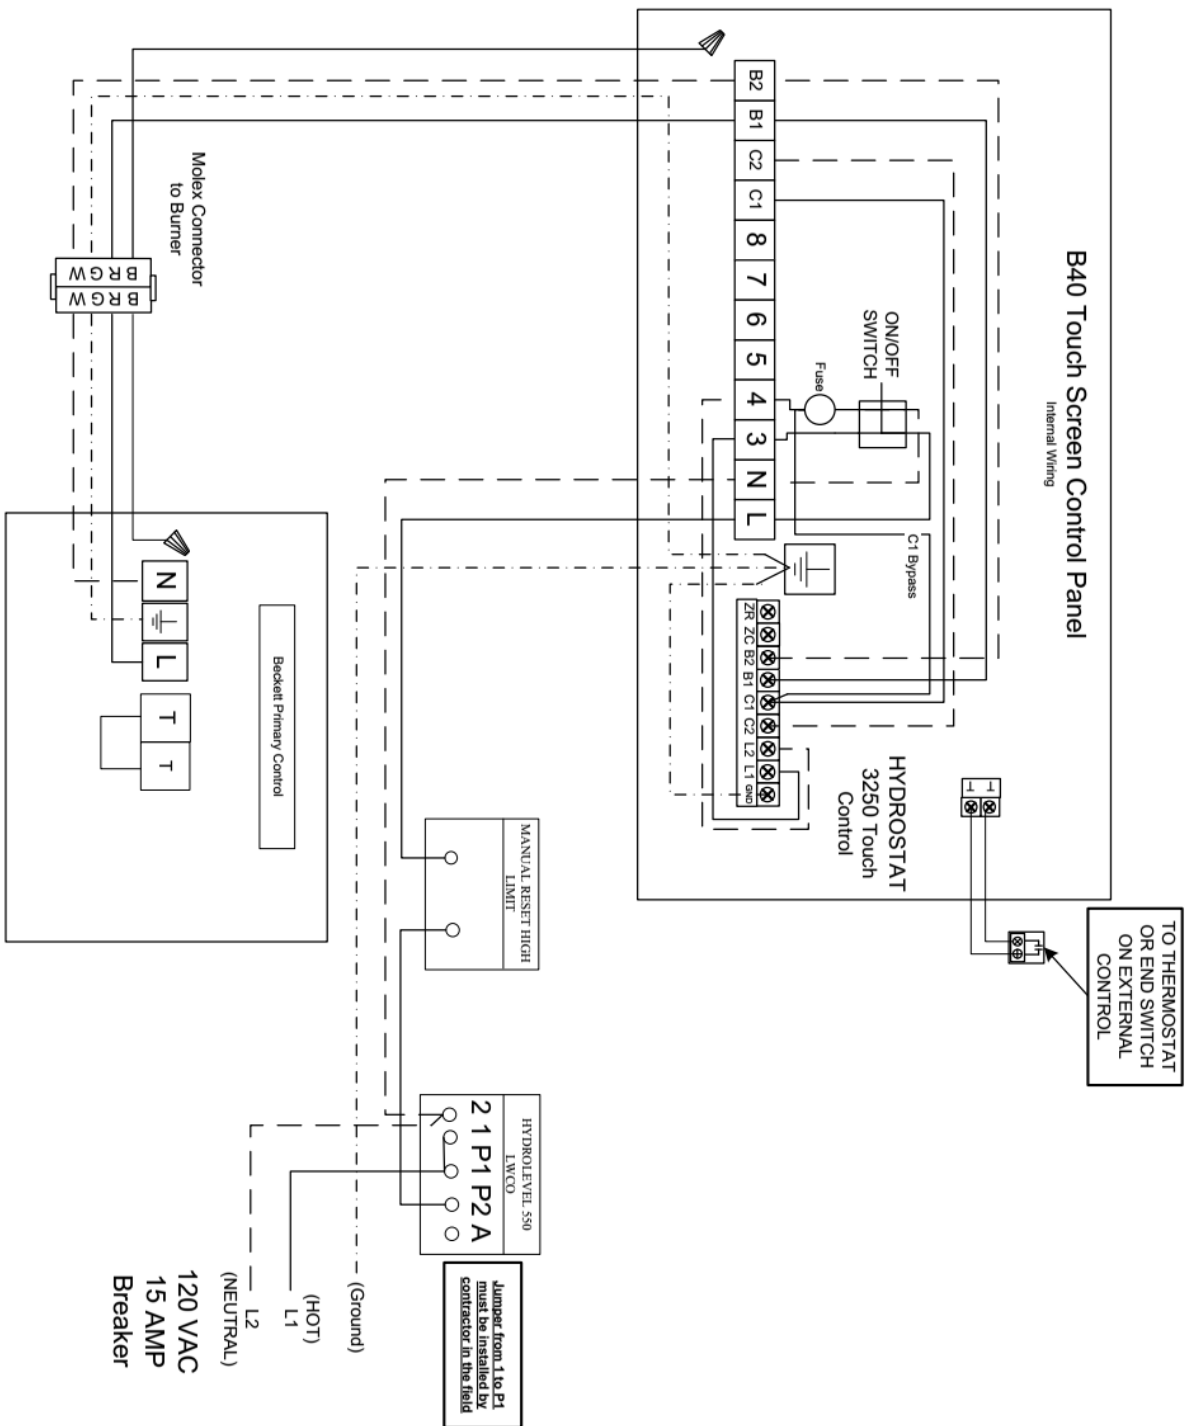 B40 Touch Screen Control Panel
Internal Wiring
B2
B1
C2
C1
8
7
6
5
4
3
N
L
ON/OFF
SWITCH
Fuse
C1 Bypass
ZR
ZC
B2
B1
C1
C2
L2
L1
GND
HYDROSTAT
3250 Touch
Control
T
T
TO THERMOSTAT
OR END SWITCH
ON EXTERNAL
CONTROL
Molex Connector
to Burner
B R G W
B R G W
N
L
T
T
Beckett Primary Control
MANUAL RESET HIGH
LIMIT
HYDROLEVEL 550
LWCO
2 1 P1 P2 A
Jumper from 1 to P1
must be installed by
contractor in the field
(Ground)
(HOT)
L1
L2
(NEUTRAL)
120 VAC
15 AMP
Breaker